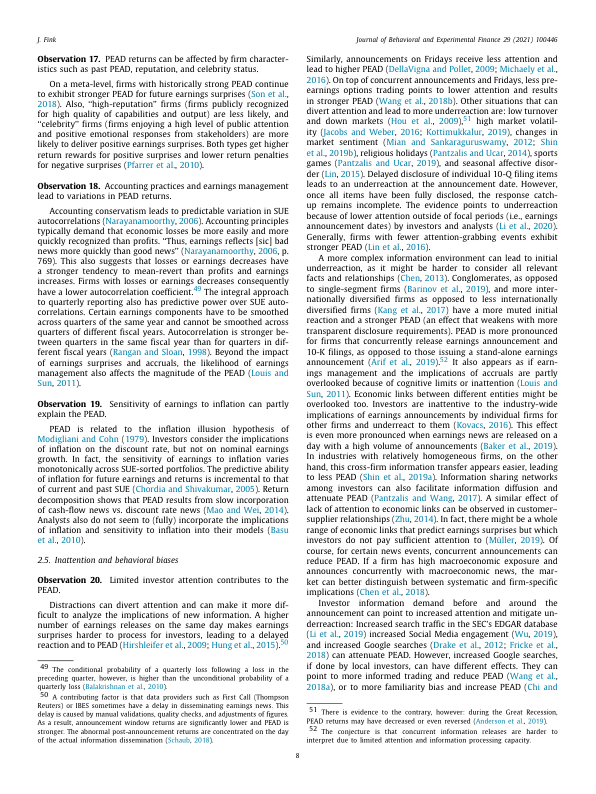 J. Fink
Journal of Behavioral and Experimental Finance 29 (2021) 100446
Observation 17. PEAD returns can be affected by firm character-
istics such as past PEAD, reputation, and celebrity status.
On a meta-level, firms with historically strong PEAD continue
to exhibit stronger PEAD for future earnings surprises (Son et al.,
2018). Also, “high-reputation” firms (firms publicly recognized
for high quality of capabilities and output) are less likely, and
“celebrity” firms (firms enjoying a high level of public attention
and positive emotional responses from stakeholders) are more
likely to deliver positive earnings surprises. Both types get higher
return rewards for positive surprises and lower return penalties
for negative surprises (Pfarrer et al., 2010).
Observation 18. Accounting practices and earnings management
lead to variations in PEAD returns.
Accounting conservatism leads to predictable variation in SUE
autocorrelations (Narayanamoorthy, 2006). Accounting principles
typically demand that economic losses be more easily and more
quickly recognized than profits. “Thus, earnings reflects [sic] bad
news more quickly than good news” (Narayanamoorthy, 2006, p.
769). This also suggests that losses or earnings decreases have
a stronger tendency to mean-revert than profits and earnings
increases. Firms with losses or earnings decreases consequently
have a lower autocorrelation coefficient.49 The integral approach
to quarterly reporting also has predictive power over SUE auto-
correlations. Certain earnings components have to be smoothed
across quarters of the same year and cannot be smoothed across
quarters of different fiscal years. Autocorrelation is stronger be-
tween quarters in the same fiscal year than for quarters in dif-
ferent fiscal years (Rangan and Sloan, 1998). Beyond the impact
of earnings surprises and accruals, the likelihood of earnings
management also affects the magnitude of the PEAD (Louis and
Sun, 2011).
Observation 19. Sensitivity of earnings to inflation can partly
explain the PEAD.
PEAD is related to the inflation illusion hypothesis of
Modigliani and Cohn (1979). Investors consider the implications
of inflation on the discount rate, but not on nominal earnings
growth. In fact, the sensitivity of earnings to inflation varies
monotonically across SUE-sorted portfolios. The predictive ability
of inflation for future earnings and returns is incremental to that
of current and past SUE (Chordia and Shivakumar, 2005). Return
decomposition shows that PEAD results from slow incorporation
of cash-flow news vs. discount rate news (Mao and Wei, 2014).
Analysts also do not seem to (fully) incorporate the implications
of inflation and sensitivity to inflation into their models (Basu
et al., 2010).
2.5. Inattention and behavioral biases
Observation 20. Limited investor attention contributes to the
PEAD.
Distractions can divert attention and can make it more dif-
ficult to analyze the implications of new information. A higher
number of earnings releases on the same day makes earnings
surprises harder to process for investors, leading to a delayed
reaction and to PEAD (Hirshleifer et al., 2009; Hung et al., 2015).50
49 The conditional probability of a quarterly loss following a loss in the
preceding quarter, however, is higher than the unconditional probability of a
quarterly loss (Balakrishnan et al., 2010).
50 A contributing factor is that data providers such as First Call (Thompson
Reuters) or IBES sometimes have a delay in disseminating earnings news. This
delay is caused by manual validations, quality checks, and adjustments of figures.
As a result, announcement window returns are significantly lower and PEAD is
stronger. The abnormal post-announcement returns are concentrated on the day
of the actual information dissemination (Schaub, 2018).
Similarly, announcements on Fridays receive less attention and
lead to higher PEAD (DellaVigna and Pollet, 2009; Michaely et al.,
2016). On top of concurrent announcements and Fridays, less pre-
earnings options trading points to lower attention and results
in stronger PEAD (Wang et al., 2018b). Other situations that can
divert attention and lead to more underreaction are: low turnover
and down markets (Hou et al., 2009),51 high market volatil-
ity (Jacobs and Weber, 2016; Kottimukkalur, 2019), changes in
market sentiment (Mian and Sankaraguruswamy, 2012; Shin
et al., 2019b), religious holidays (Pantzalis and Ucar, 2014), sports
games (Pantzalis and Ucar, 2019), and seasonal affective disor-
der (Lin, 2015). Delayed disclosure of individual 10-Q filing items
leads to an underreaction at the announcement date. However,
once all items have been fully disclosed, the response catch-
up remains incomplete. The evidence points to underreaction
because of lower attention outside of focal periods (i.e., earnings
announcement dates) by investors and analysts (Li et al., 2020).
Generally, firms with fewer attention-grabbing events exhibit
stronger PEAD (Lin et al., 2016).
A more complex information environment can lead to initial
underreaction, as it might be harder to consider all relevant
facts and relationships (Chen, 2013). Conglomerates, as opposed
to single-segment firms (Barinov et al., 2019), and more inter-
nationally diversified firms as opposed to less internationally
diversified firms (Kang et al., 2017) have a more muted initial
reaction and a stronger PEAD (an effect that weakens with more
transparent disclosure requirements). PEAD is more pronounced
for firms that concurrently release earnings announcement and
10-K filings, as opposed to those issuing a stand-alone earnings
announcement (Arif et al., 2019).52 It also appears as if earn-
ings management and the implications of accruals are partly
overlooked because of cognitive limits or inattention (Louis and
Sun, 2011). Economic links between different entities might be
overlooked too. Investors are inattentive to the industry-wide
implications of earnings announcements by individual firms for
other firms and underreact to them (Kovacs, 2016). This effect
is even more pronounced when earnings news are released on a
day with a high volume of announcements (Baker et al., 2019).
In industries with relatively homogeneous firms, on the other
hand, this cross-firm information transfer appears easier, leading
to less PEAD (Shin et al., 2019a). Information sharing networks
among investors can also facilitate information diffusion and
attenuate PEAD (Pantzalis and Wang, 2017). A similar effect of
lack of attention to economic links can be observed in customer–
supplier relationships (Zhu, 2014). In fact, there might be a whole
range of economic links that predict earnings surprises but which
investors do not pay sufficient attention to (Müller, 2019). Of
course, for certain news events, concurrent announcements can
reduce PEAD. If a firm has high macroeconomic exposure and
announces concurrently with macroeconomic news, the mar-
ket can better distinguish between systematic and firm-specific
implications (Chen et al., 2018).
Investor information demand before and around the
announcement can point to increased attention and mitigate un-
derreaction: Increased search traffic in the SEC’s EDGAR database
(Li et al., 2019) increased Social Media engagement (Wu, 2019),
and increased Google searches (Drake et al., 2012; Fricke et al.,
2018) can attenuate PEAD. However, increased Google searches,
if done by local investors, can have different effects. They can
point to more informed trading and reduce PEAD (Wang et al.,
2018a), or to more familiarity bias and increase PEAD (Chi and
51 There is evidence to the contrary, however: during the Great Recession,
PEAD returns may have decreased or even reversed (Anderson et al., 2019).
52 The conjecture is that concurrent information releases are harder to
interpret due to limited attention and information processing capacity.
8